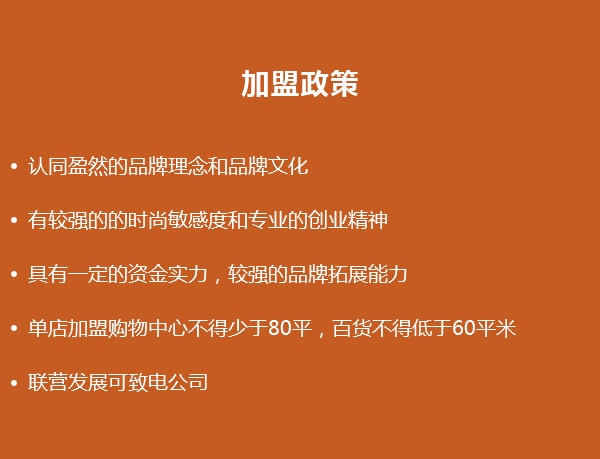 加盟政策
• 认同盈然的品牌理念和品牌文化
• 有较强的的时尚敏感度和专业的创业精神
• 具有一定的资金实力，较强的品牌拓展能力
• 单店加盟购物中心不得少于80平，百货不得低于60平米
• 联营发展可致电公司